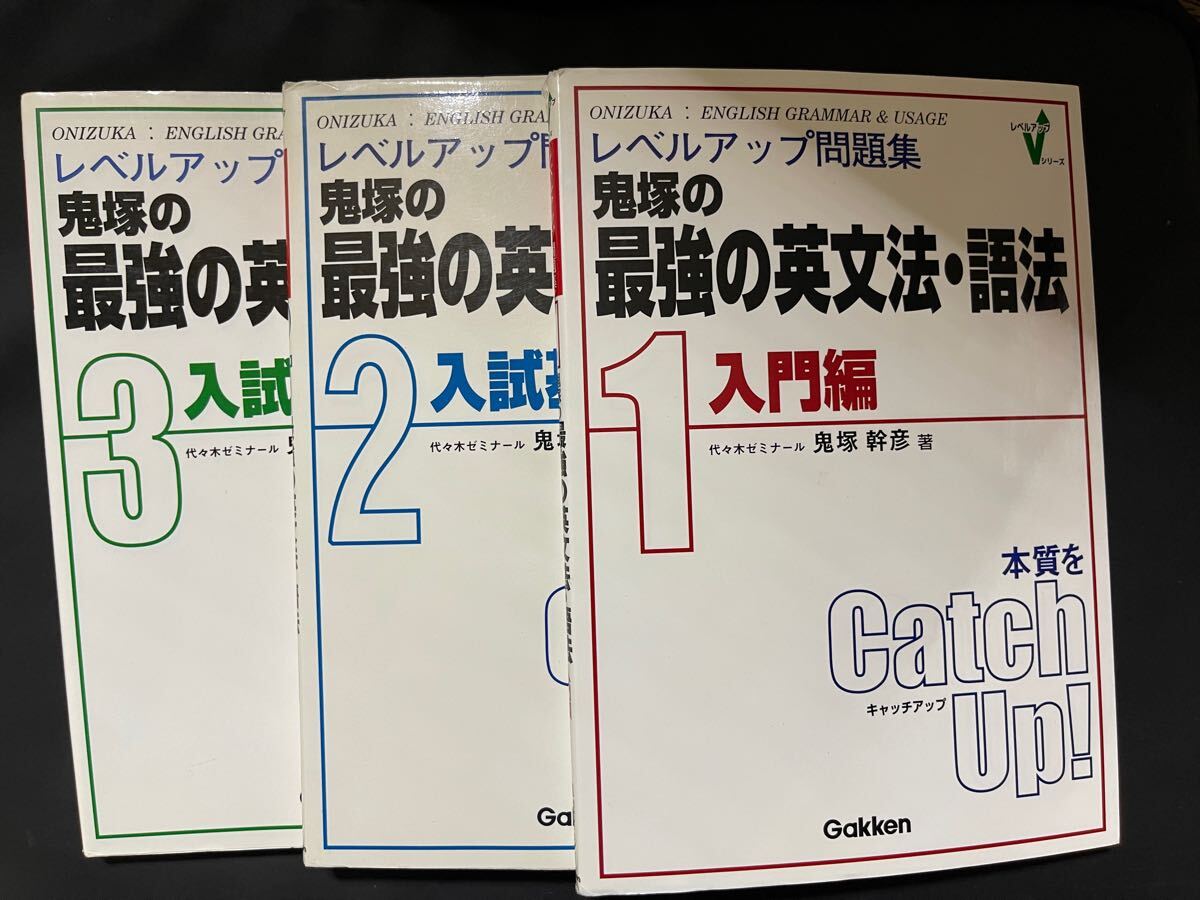 ONIZUKA : ENGLISH GRAMMAR & USAGE
レベルアップ問題集
レベルアップ
V
シリーズ
鬼塚の
最強の英文法・語法
1
入門編
代々木ゼミナール 鬼塚 幹彦 著
本質を
Catch
キャッチアップ
Up!
Gakken
ONIZUKA : ENGLISH GRA
レベルアップ
鬼塚の
最強の英
2
入試基
代々木ゼミナール 鬼塚
Ga
ONIZUKA : ENGLISH GRA
レベルアップ
鬼塚の
最強の英
3
入試
代々木ゼミナール